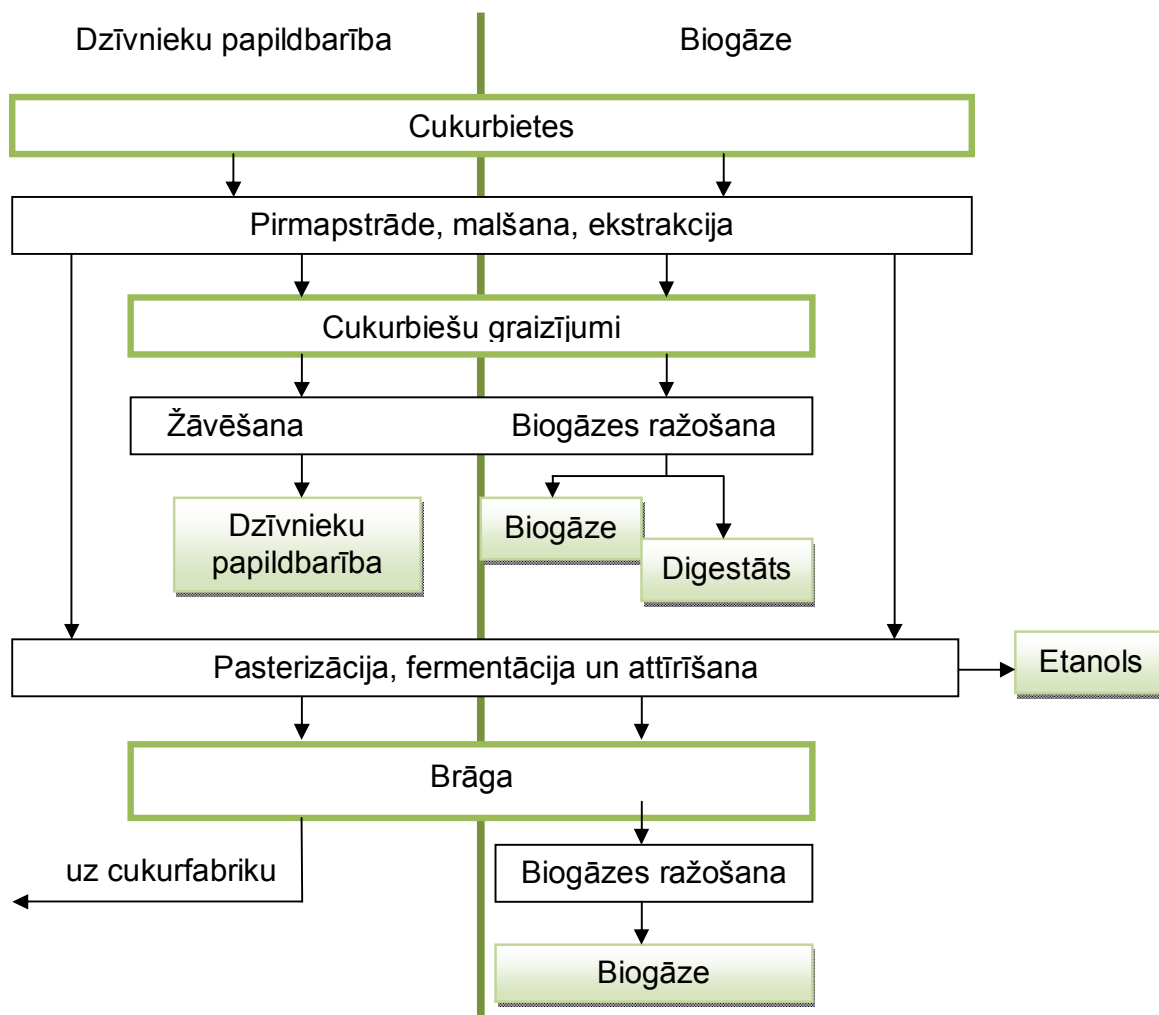 Dzīvnieku papildbarība
Biogāze
Cukurbietes
Pirmapstrāde, malšana, ekstrakcija
Cukurbiešu graizījumi
Žāvēšana
Biogāzes ražošana
Dzīvnieku
papildbarība
Biogāze
Digestāts
Pasterizācija, fermentācija un attīrīšana
Etanols
Brāga
uz cukurfabriku
Biogāzes ražošana
Biogāze